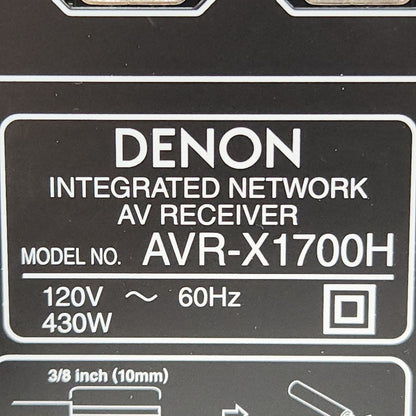 DENON
INTEGRATED NETWORK
AV RECEIVER
MODEL NO. AVR-X1700H
120V ～ 60Hz
430W
3/8 inch (10mm)